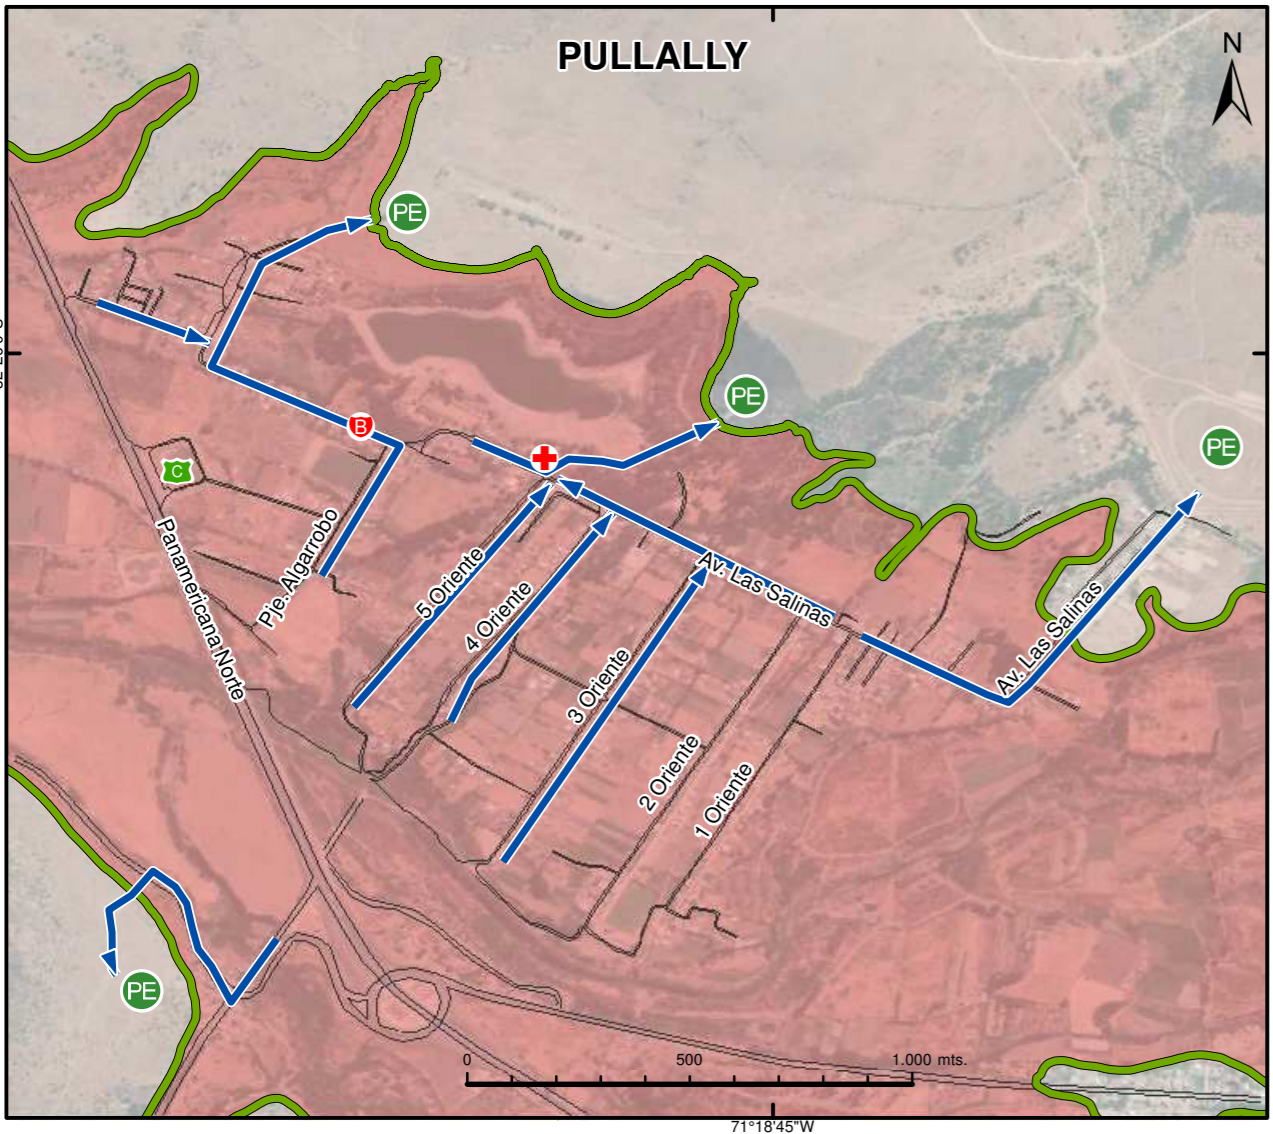 PULLALLY
N
PE
PE
B
PE
C
Panamericana Norte
Pje. Algarrobo
5 Oriente
4 Oriente
Av. Las Salinas
Av. Las Salinas
3 Oriente
2 Oriente
1 Oriente
PE
0 500 1.000 mts.
71°18'45"W